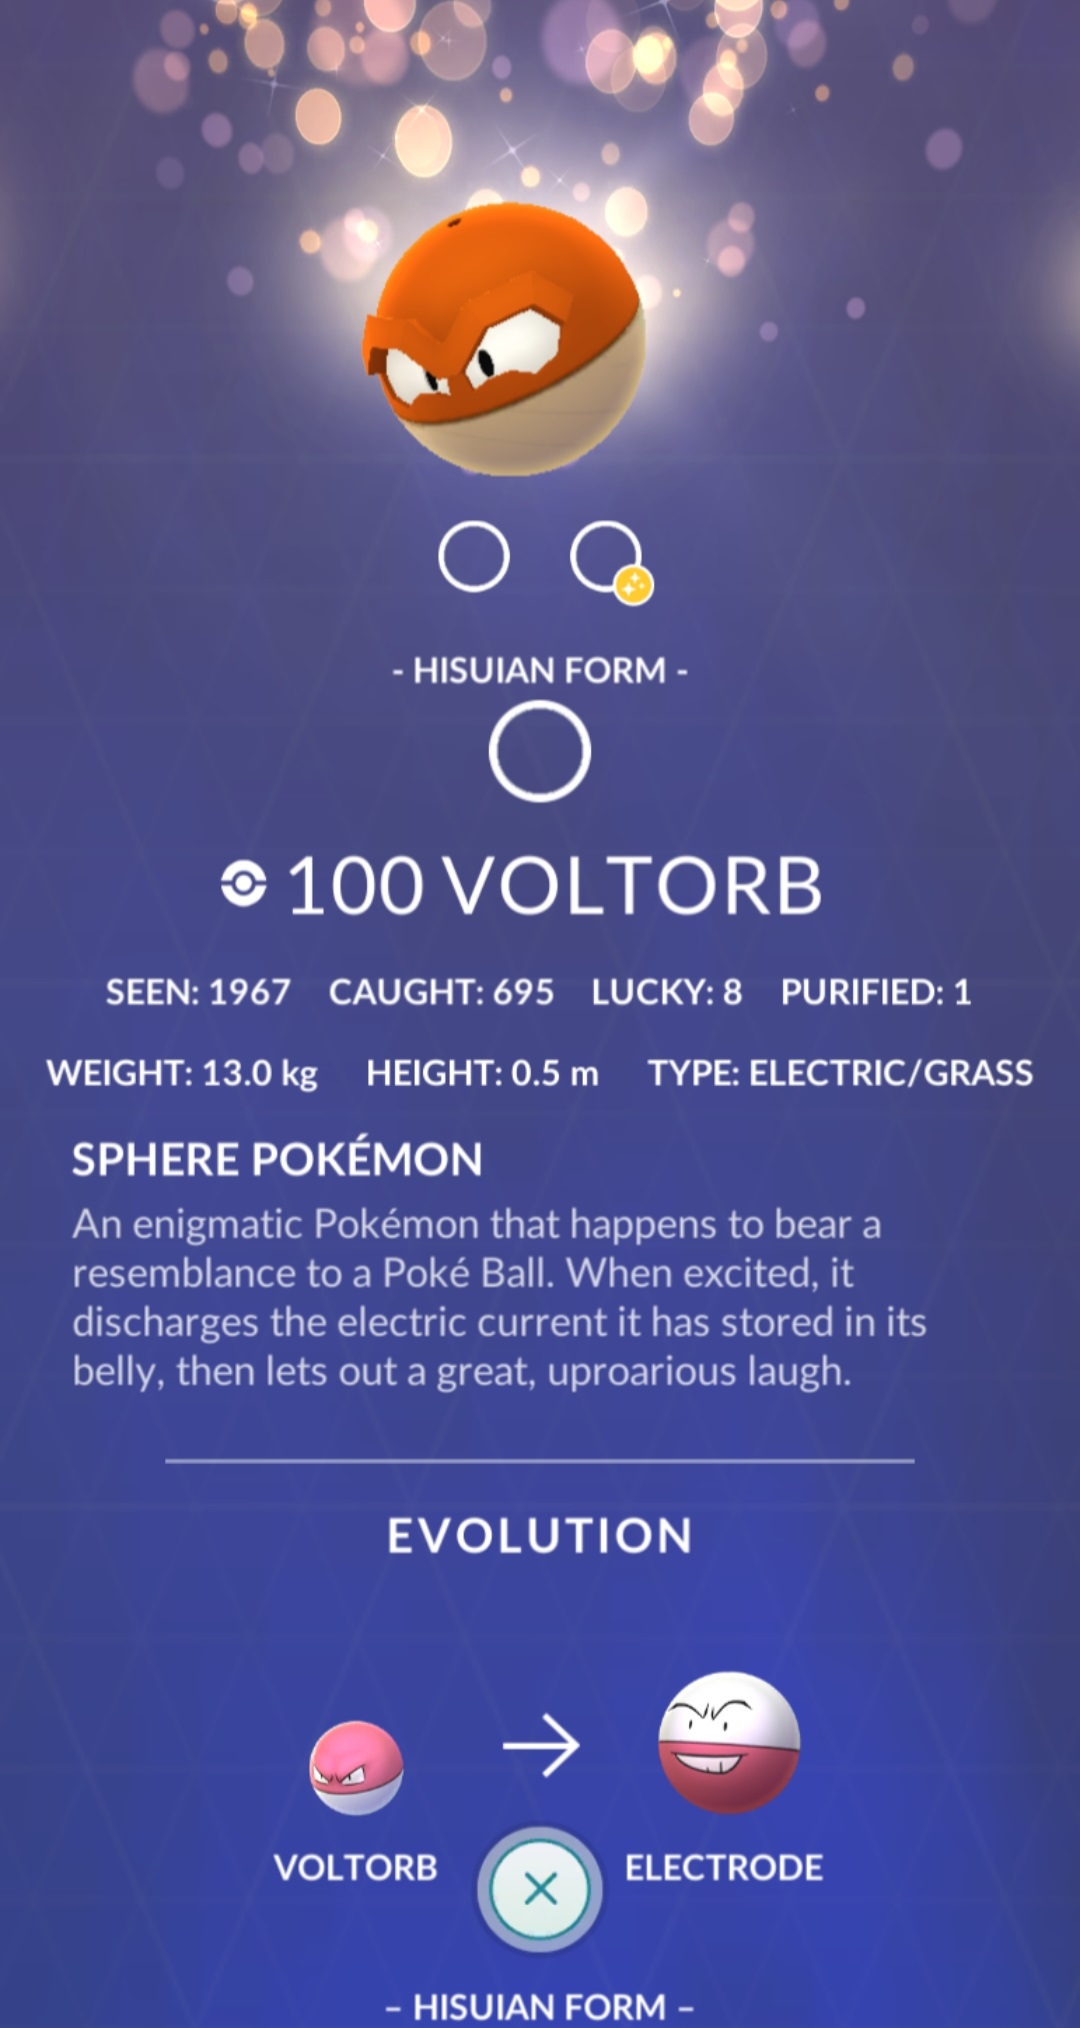 - HISUIAN FORM -
100 VOLTORB
SEEN: 1967 CAUGHT: 695 LUCKY: 8 PURIFIED: 1
WEIGHT: 13.0 kg HEIGHT: 0.5 m TYPE: ELECTRIC/GRASS
SPHERE POKÉMON
An enigmatic Pokémon that happens to bear a
resemblance to a Poké Ball. When excited, it
discharges the electric current it has stored in its
belly, then lets out a great, uproarious laugh.
EVOLUTION
VOLTORB ELECTRODE
– HISUIAN FORM –